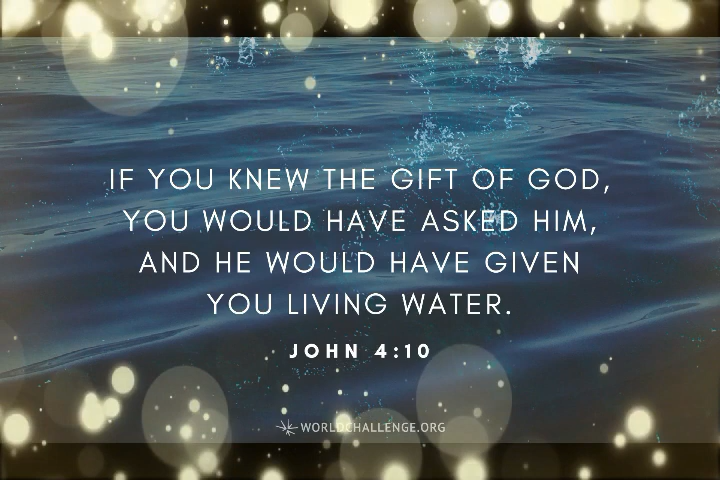 IF YOU KNEW THE GIFT OF GOD,
YOU WOULD HAVE ASKED HIM,
AND HE WOULD HAVE GIVEN
YOU LIVING WATER.
JOHN 4:10
WORLDCHALLENGE.ORG